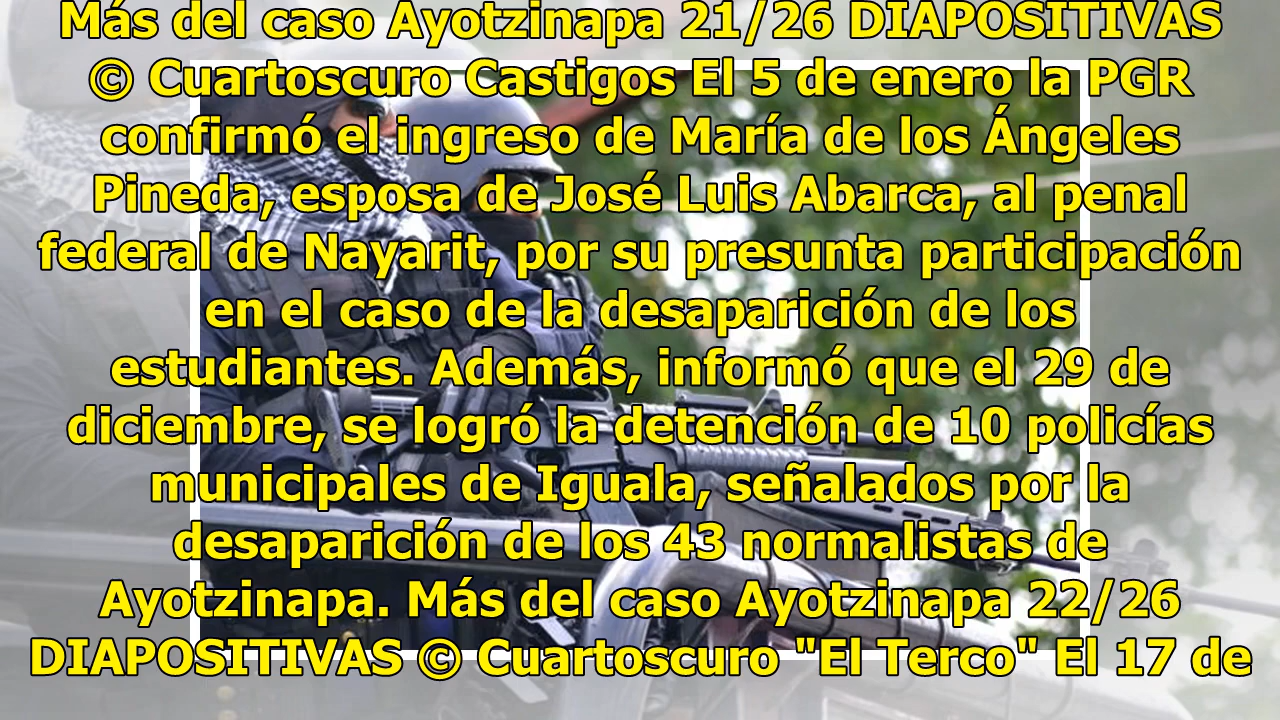 Más del caso Ayotzinapa 21/26 DIAPOSITIVAS
© Cuartoscuro Castigos El 5 de enero la PGR
confirmó el ingreso de María de los Ángeles
Pineda, esposa de José Luis Abarca, al penal
federal de Nayarit, por su presunta participación
en el caso de la desaparición de los
estudiantes. Además, informó que el 29 de
diciembre, se logró la detención de 10 policías
municipales de Iguala, señalados por la
desaparición de los 43 normalistas de
Ayotzinapa. Más del caso Ayotzinapa 22/26
DIAPOSITIVAS © Cuartoscuro "El Terco" El 17 de